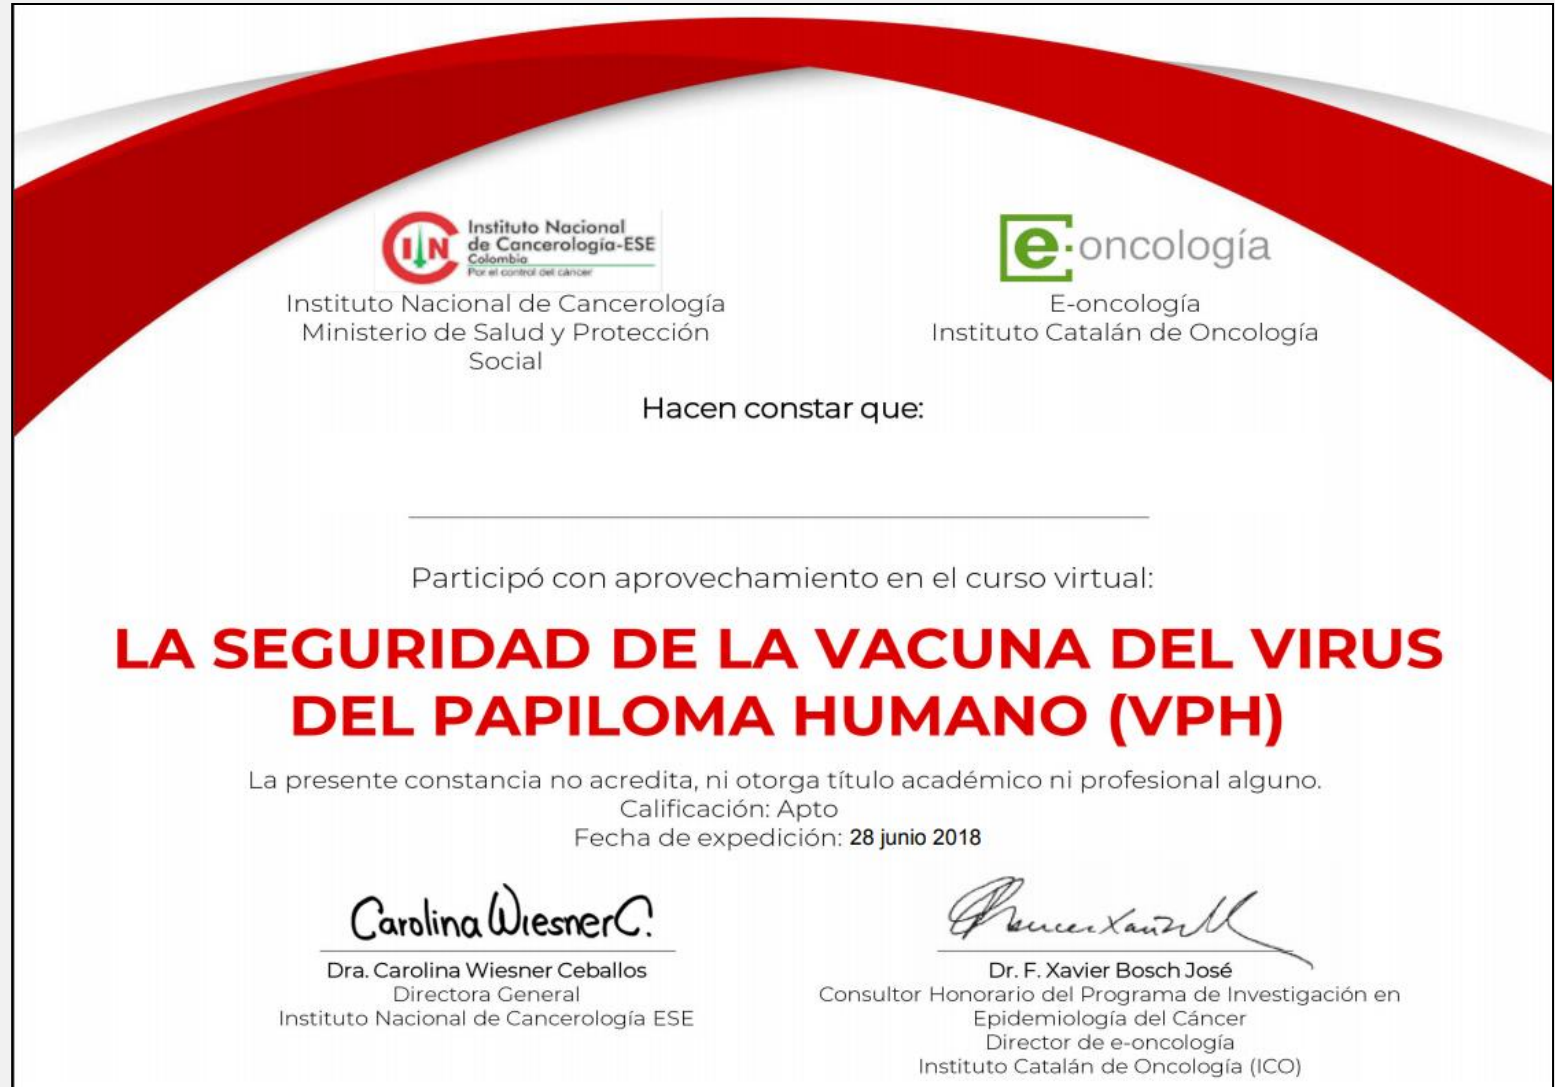 Instituto Nacional
de Cancerología-ESE
Colombia
Por el control del cáncer
Instituto Nacional de Cancerología
Ministerio de Salud y Protección
Social
e-oncología
E-oncología
Instituto Catalán de Oncología
Hacen constar que:
Participó con aprovechamiento en el curso virtual:
LA SEGURIDAD DE LA VACUNA DEL VIRUS
DEL PAPILOMA HUMANO (VPH)
La presente constancia no acredita, ni otorga título académico ni profesional alguno.
Calificación: Apto
Fecha de expedición: 28 junio 2018
Carolina Wiesner C.
Dra. Carolina Wiesner Ceballos
Directora General
Instituto Nacional de Cancerología ESE
Dr. F. Xavier Bosch José
Consultor Honorario del Programa de Investigación en
Epidemiología del Cáncer
Director de e-oncología
Instituto Catalán de Oncología (ICO)